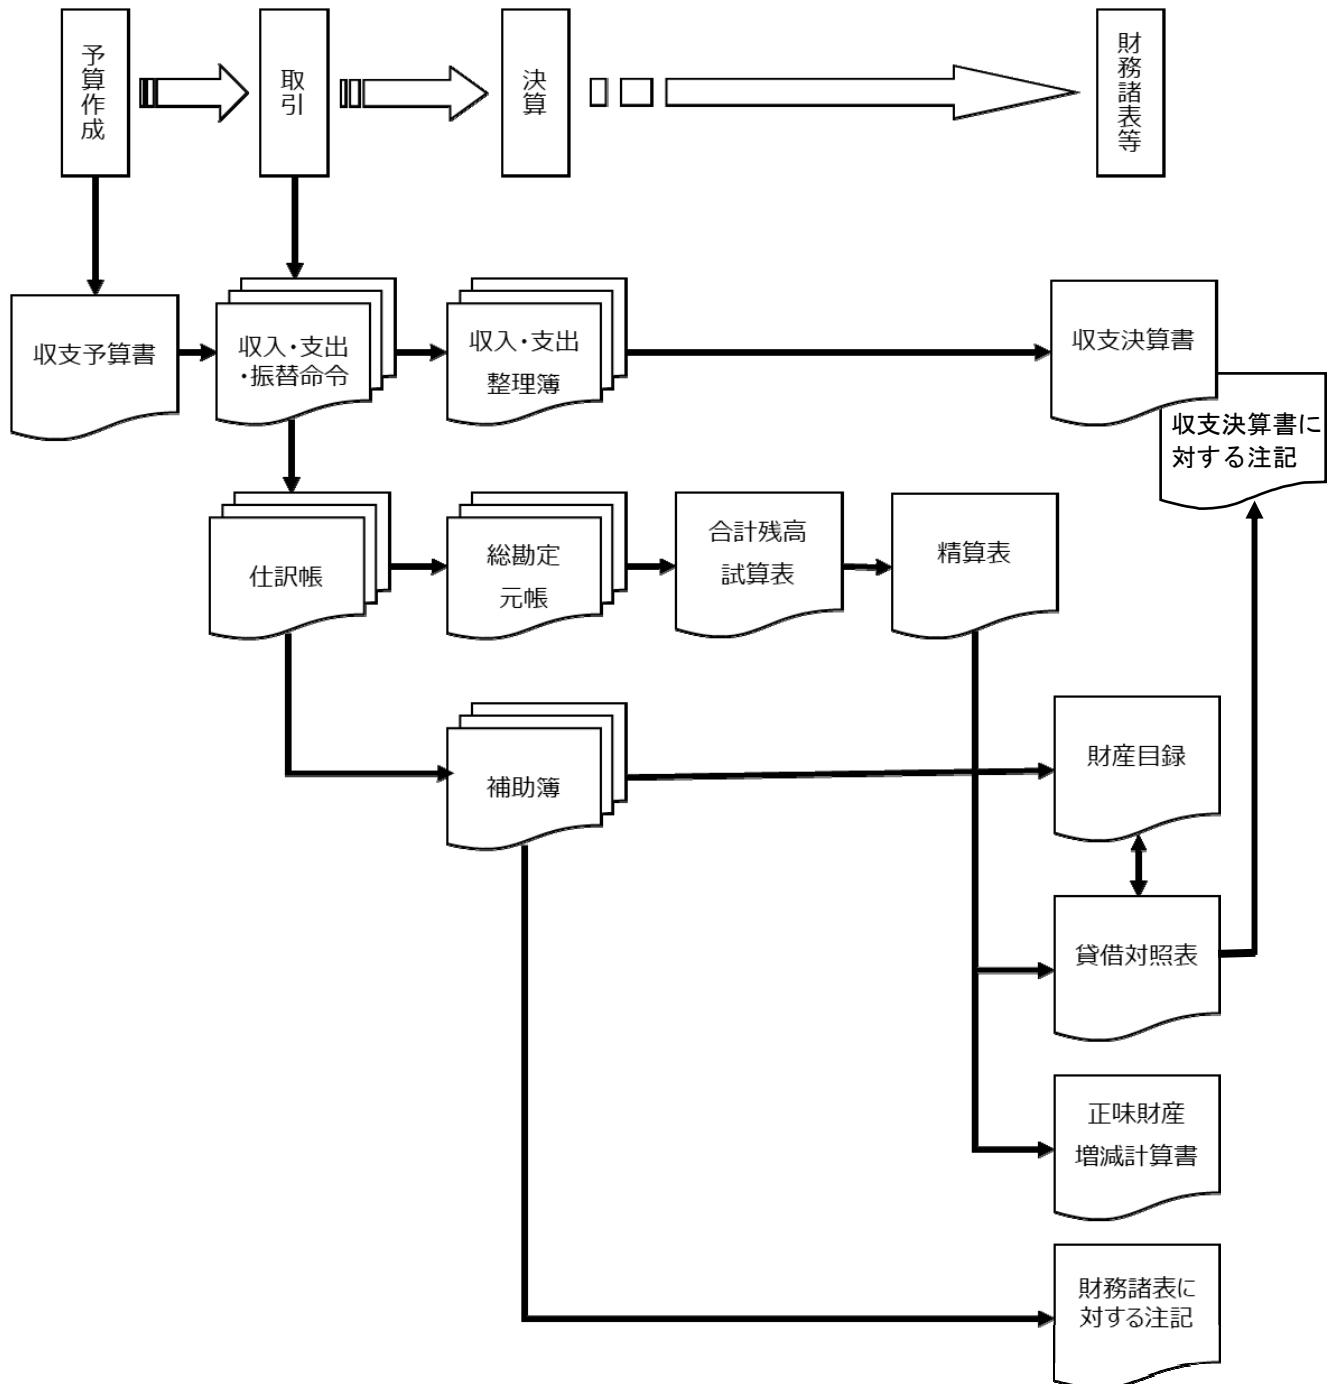 予算作成
取引
決算
財務諸表等
収支予算書
収入・支出
・振替命令
収入・支出
整理簿
収支決算書
収支決算書に
対する注記
仕訳帳
総勘定
元帳
合計残高
試算表
精算表
補助簿
財産目録
貸借対照表
正味財産
増減計算書
財務諸表に
対する注記